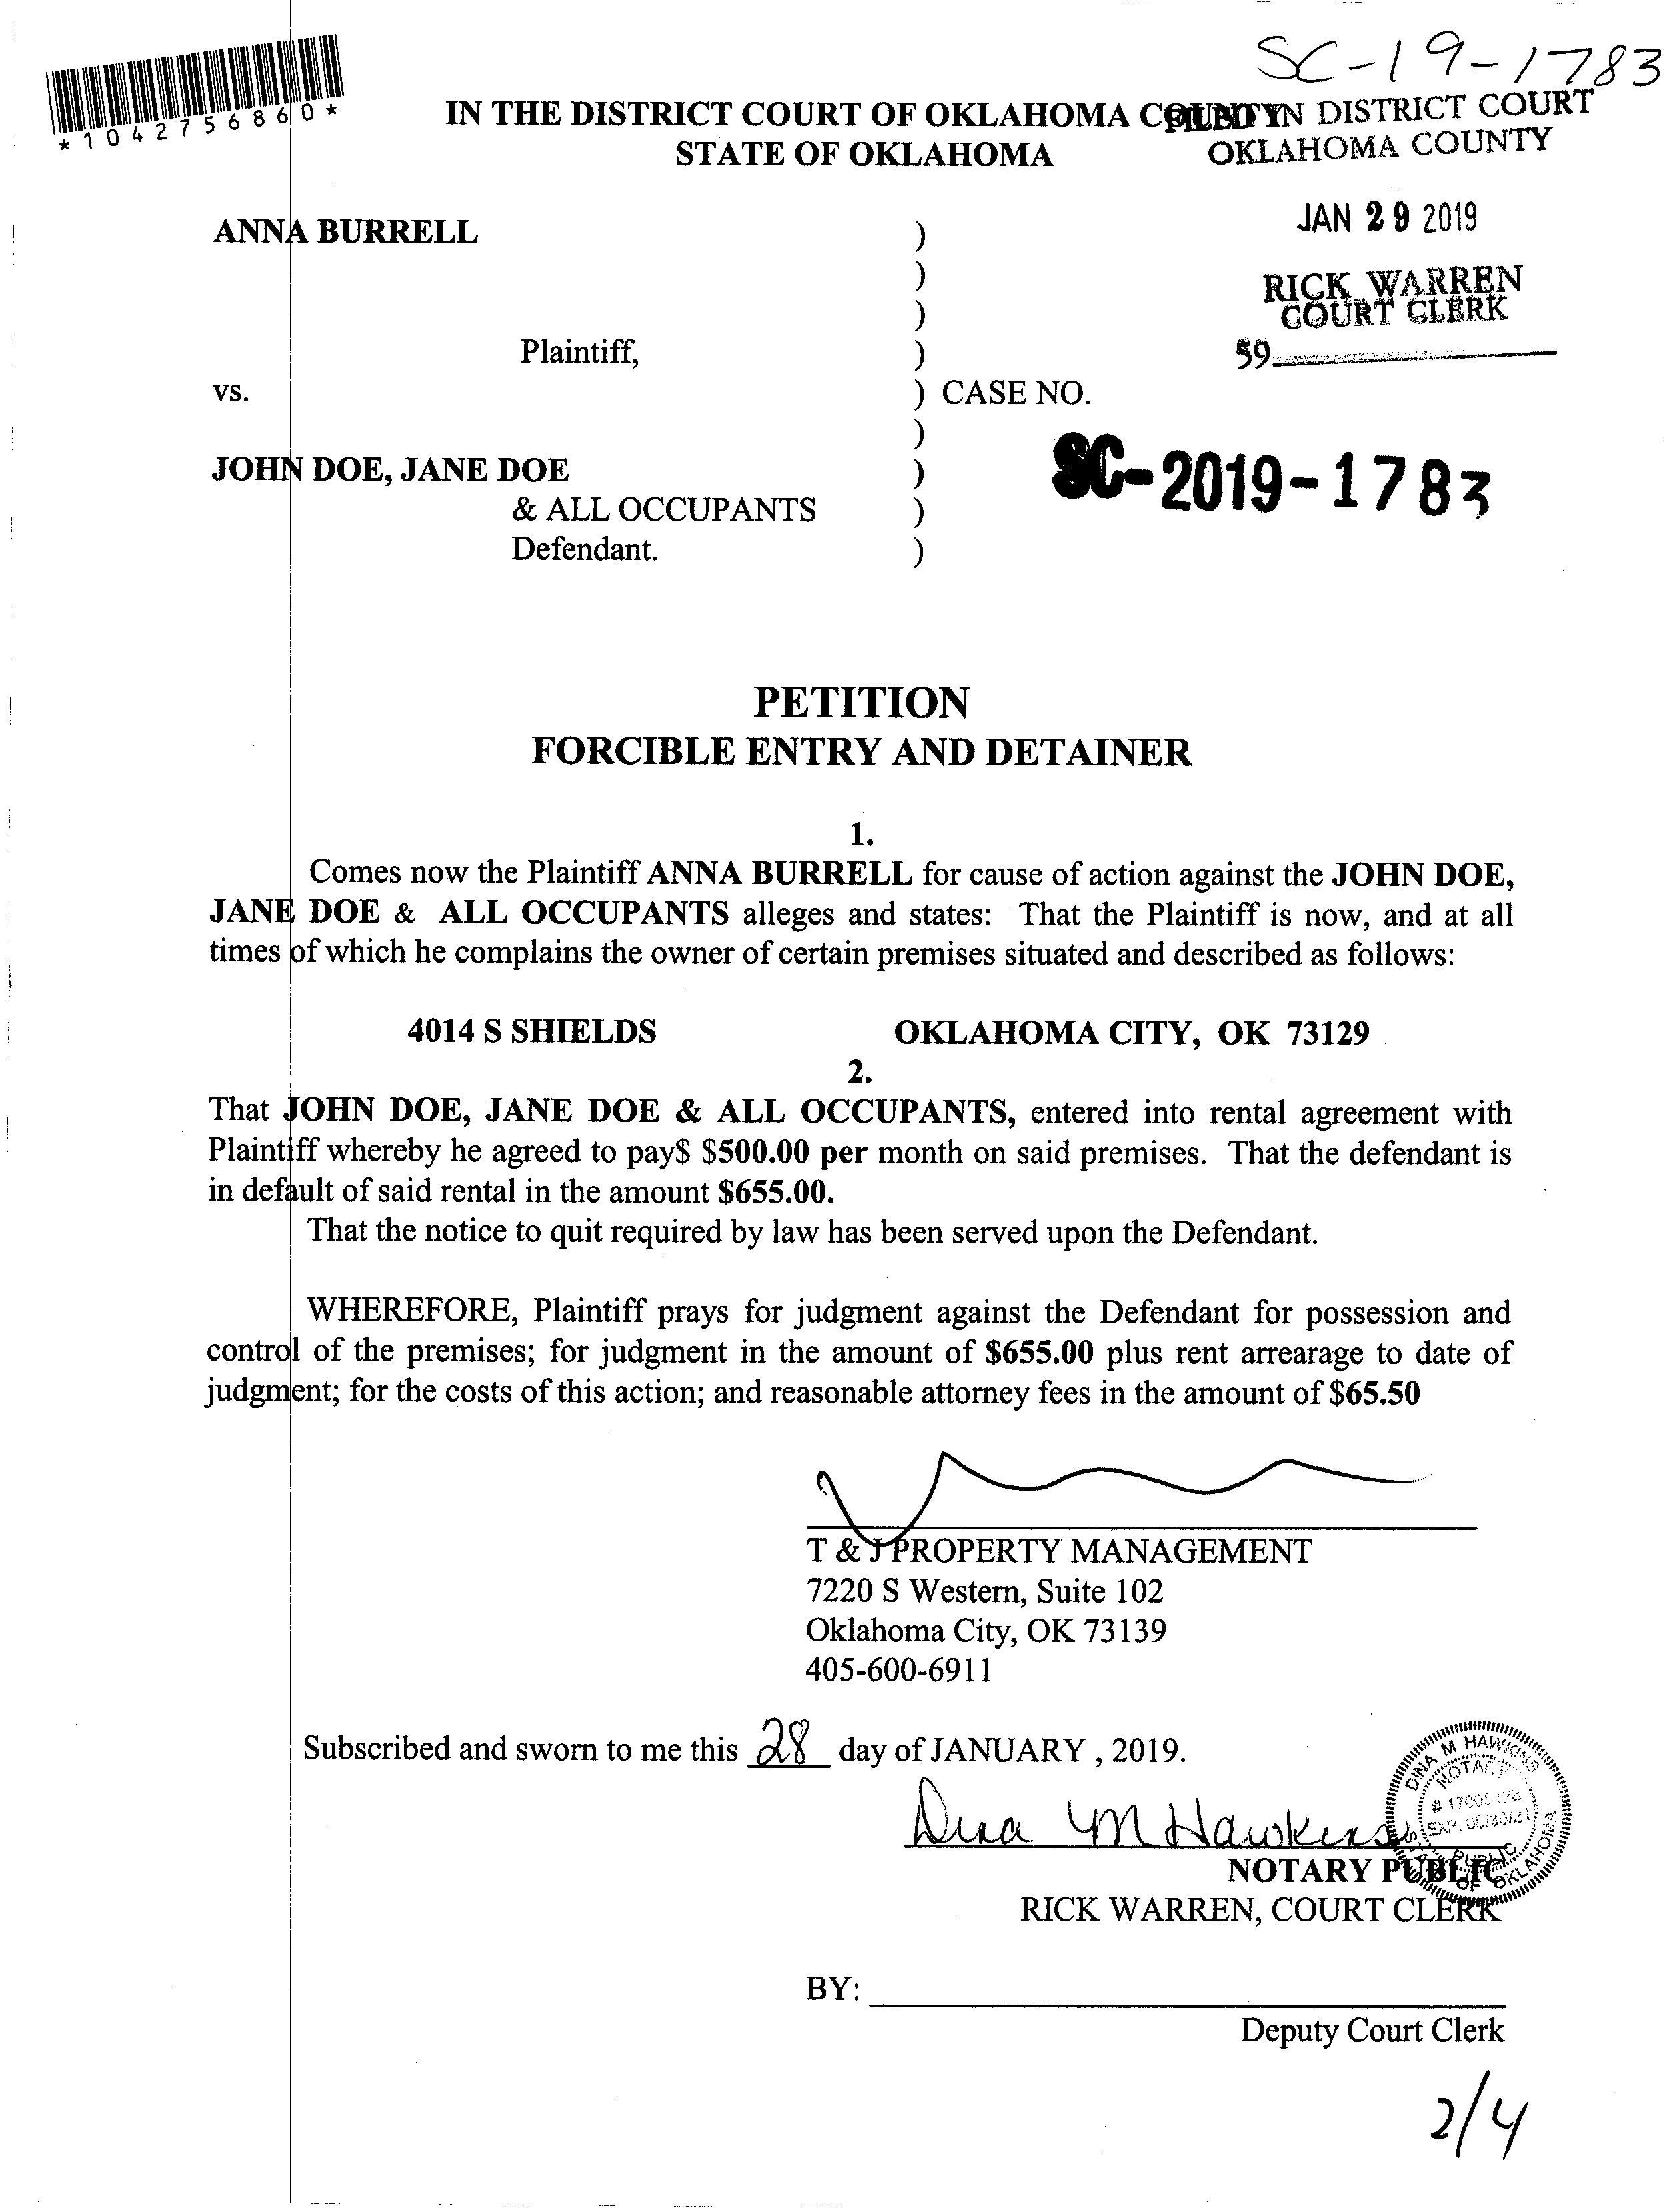 SC-19-1783
*1042756860*
IN THE DISTRICT COURT OF OKLAHOMA COUNTY
FILED IN DISTRICT COURT
STATE OF OKLAHOMA
OKLAHOMA COUNTY
JAN 29 2019
ANNA BURRELL )
)
RICK WARREN
COURT CLERK
)
Plaintiff, )
59
vs. ) CASE NO.
)
SC-2019-1783
JOHN DOE, JANE DOE )
& ALL OCCUPANTS )
Defendant. )
PETITION
FORCIBLE ENTRY AND DETAINER
1.
Comes now the Plaintiff ANNA BURRELL for cause of action against the JOHN DOE,
JANE DOE & ALL OCCUPANTS alleges and states: That the Plaintiff is now, and at all
times of which he complains the owner of certain premises situated and described as follows:
4014 S SHIELDS OKLAHOMA CITY, OK 73129
2.
That JOHN DOE, JANE DOE & ALL OCCUPANTS, entered into rental agreement with
Plaintiff whereby he agreed to pay$ $500.00 per month on said premises. That the defendant is
in default of said rental in the amount $655.00.
That the notice to quit required by law has been served upon the Defendant.
WHEREFORE, Plaintiff prays for judgment against the Defendant for possession and
control of the premises; for judgment in the amount of $655.00 plus rent arrearage to date of
judgment; for the costs of this action; and reasonable attorney fees in the amount of $65.50
T & J PROPERTY MANAGEMENT
7220 S Western, Suite 102
Oklahoma City, OK 73139
405-600-6911
Subscribed and sworn to me this 28 day of JANUARY , 2019.
Dina M Hawkins
DINA M HAWKINS
NOTARY
PUBLIC
STATE OF OKLAHOMA
NOTARY PUBLIC
RICK WARREN, COURT CLERK
BY:
Deputy Court Clerk
2/4